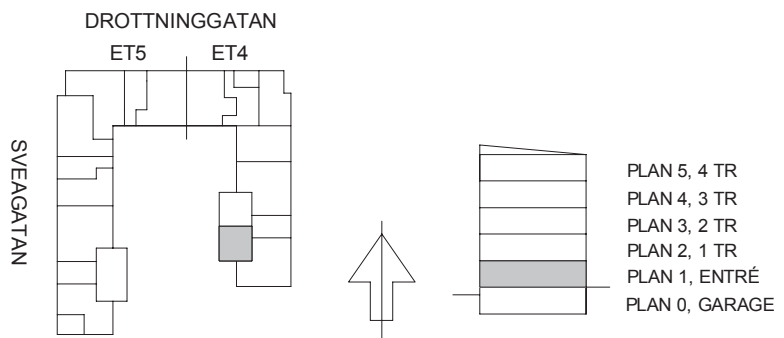 DROTTNINGGATAN
ET5 ET4
SVEAGATAN
PLAN 5, 4 TR
PLAN 4, 3 TR
PLAN 3, 2 TR
PLAN 2, 1 TR
PLAN 1, ENTRÉ
PLAN 0, GARAGE